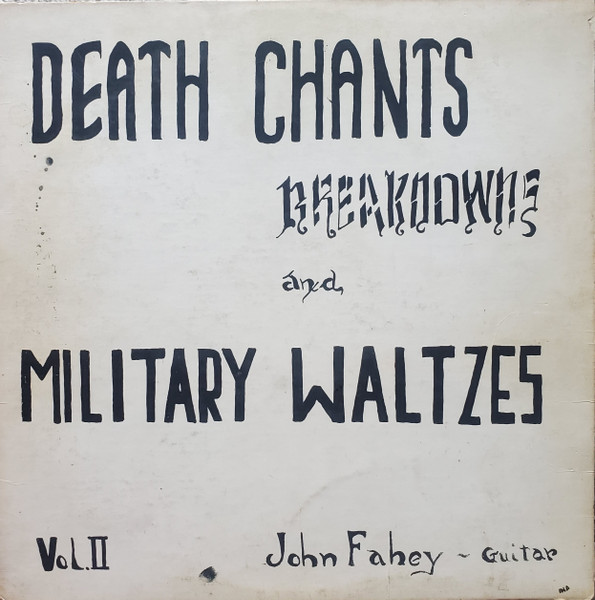 DEATH CHANTS
BREAKDOWNS
and
MILITARY WALTZES
Vol. II
John Fahey ~ Guitar